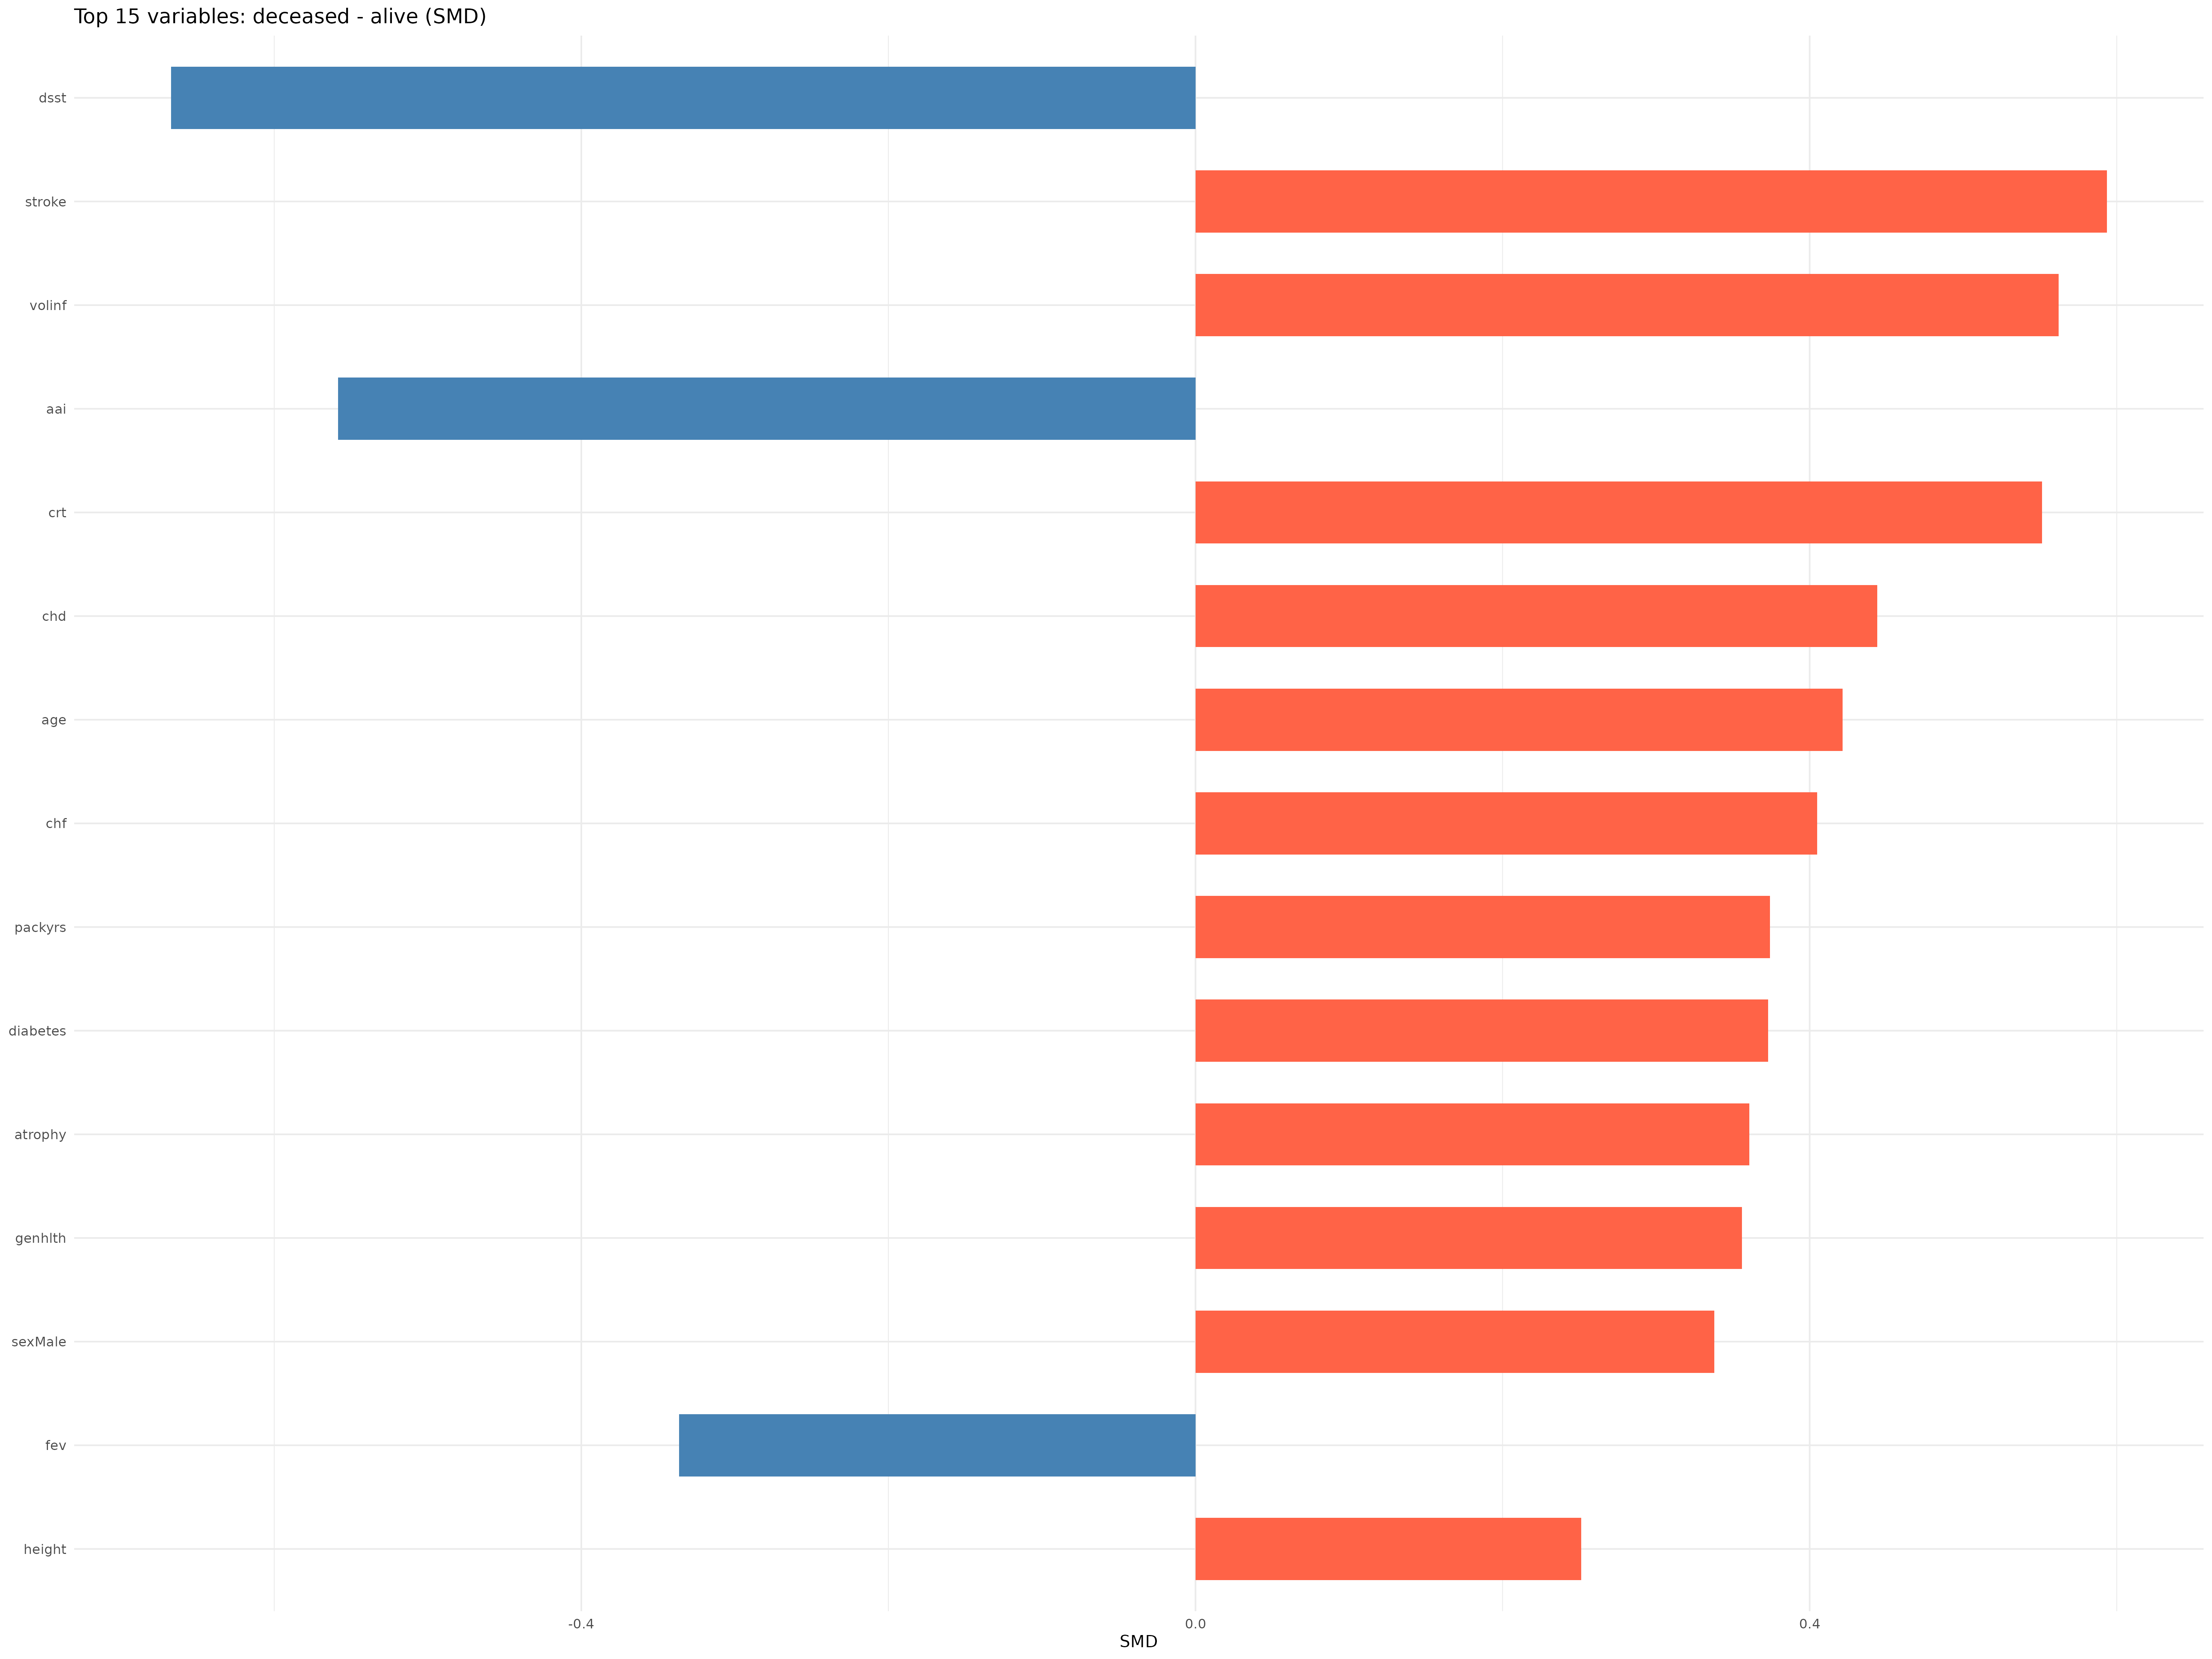 Top 15 variables: deceased - alive (SMD)
dsst
stroke
volinf
aai
crt
chd
age
chf
packyrs
diabetes
atrophy
genhlth
sexMale
fev
height
-0.4 0.0 0.4
SMD